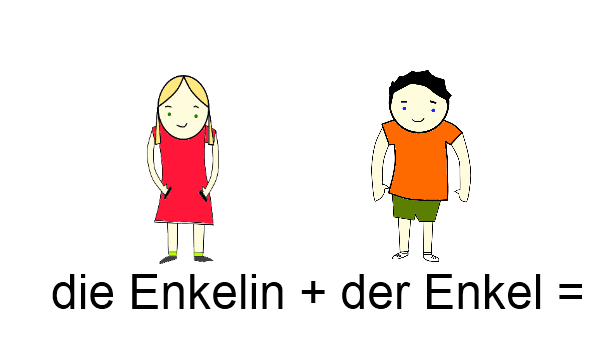 die Enkelin + der Enkel =